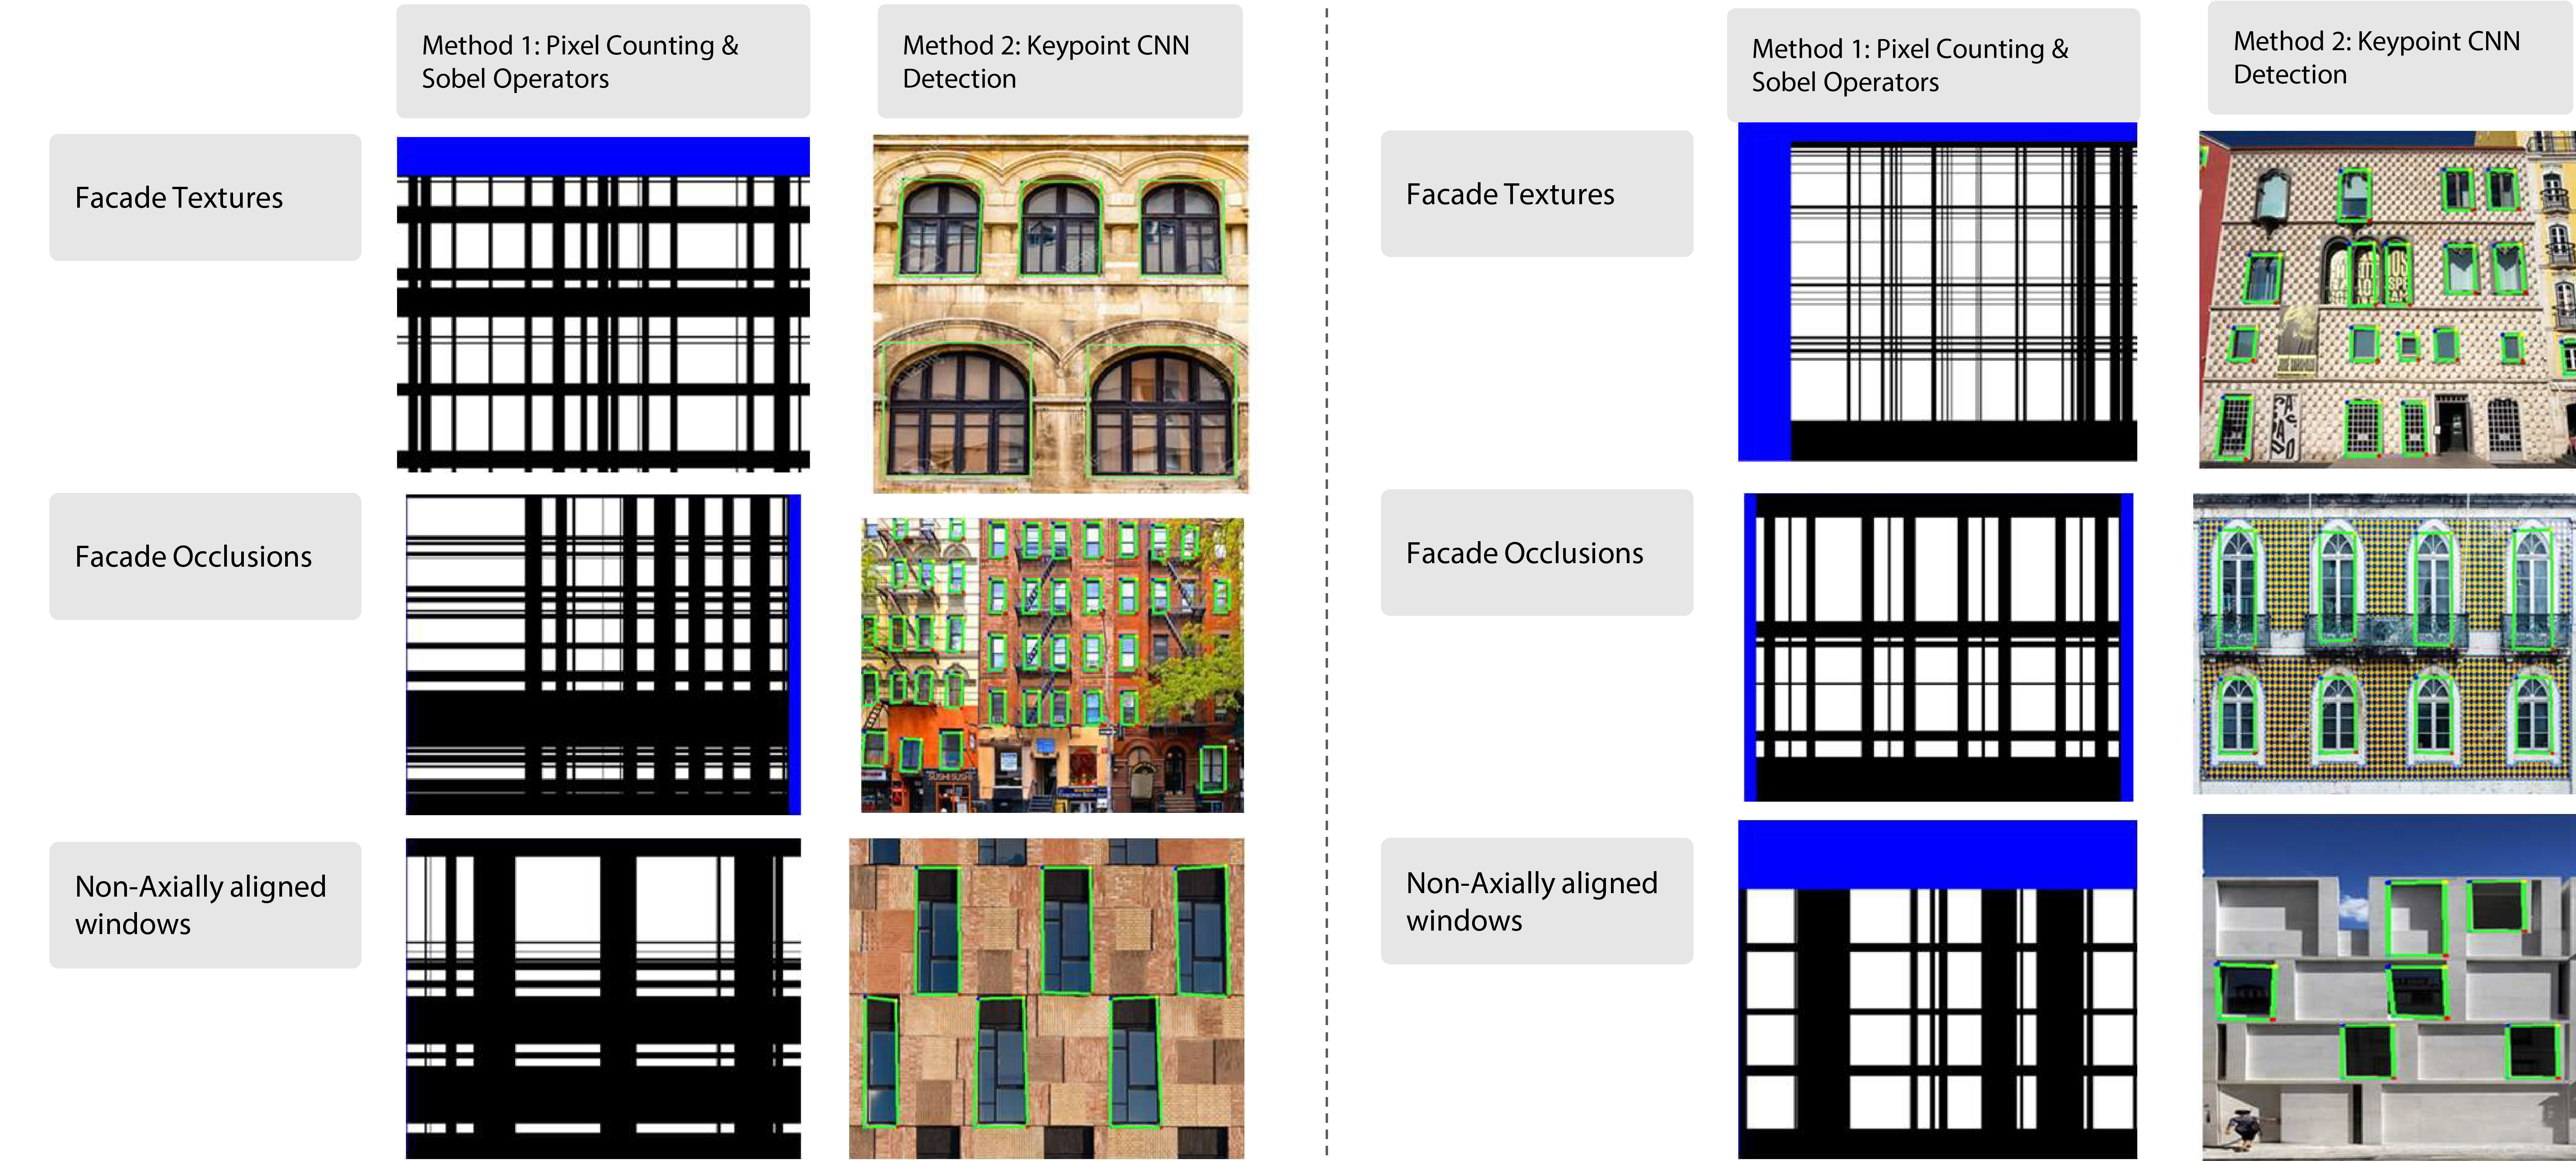 Method 1: Pixel Counting &
Sobel Operators
Method 2: Keypoint CNN
Detection
Facade Textures
Facade Occlusions
Non-Axially aligned
windows
Method 1: Pixel Counting &
Sobel Operators
Method 2: Keypoint CNN
Detection
Facade Textures
Facade Occlusions
Non-Axially aligned
windows